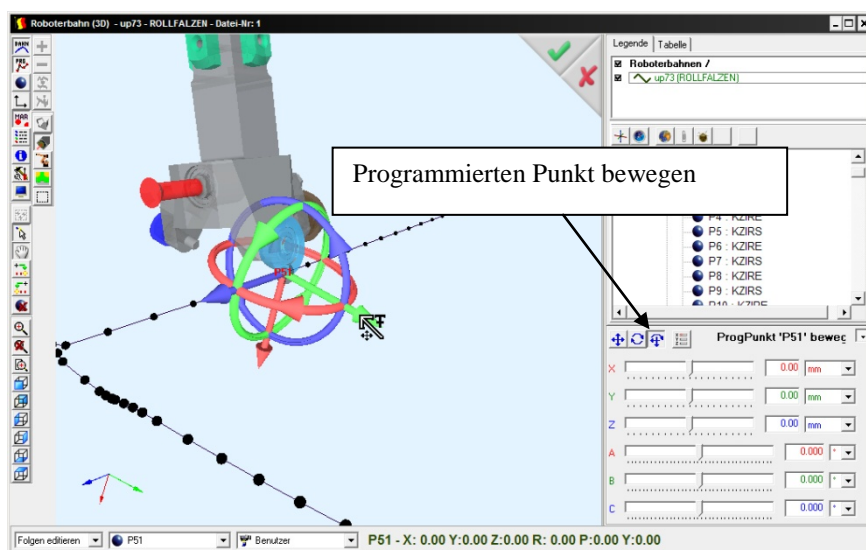 Roboterbahn (3D) - up73 - ROLLFALZEN - Datei-Nr: 1
Legende Tabelle
Roboterbahnen /
up73 (ROLLFALZEN)
Programmierten Punkt bewegen
P4 : KZIRE
P5 : KZIRS
P6 : KZIRE
P7 : KZIRS
P8 : KZIRE
P9 : KZIRS
P10 : KZIRE
P51
ProgPunkt 'P51' beweg
X 0.00 mm
Y 0.00 mm
Z 0.00 mm
A 0.000 °
B 0.000 °
C 0.000 °
Folgen editieren P51 Benutzer P51 - X: 0.00 Y:0.00 Z:0.00 R: 0.00 P:0.00 Y:0.00